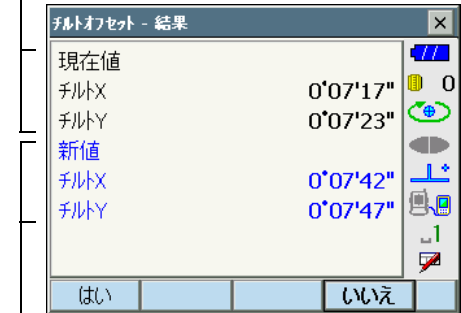 チルトオフセット - 結果
現在値
チルトX 0°07'17"
チルトY 0°07'23"
新値
チルトX 0°07'42"
チルトY 0°07'47"
0
1
はい いいえ